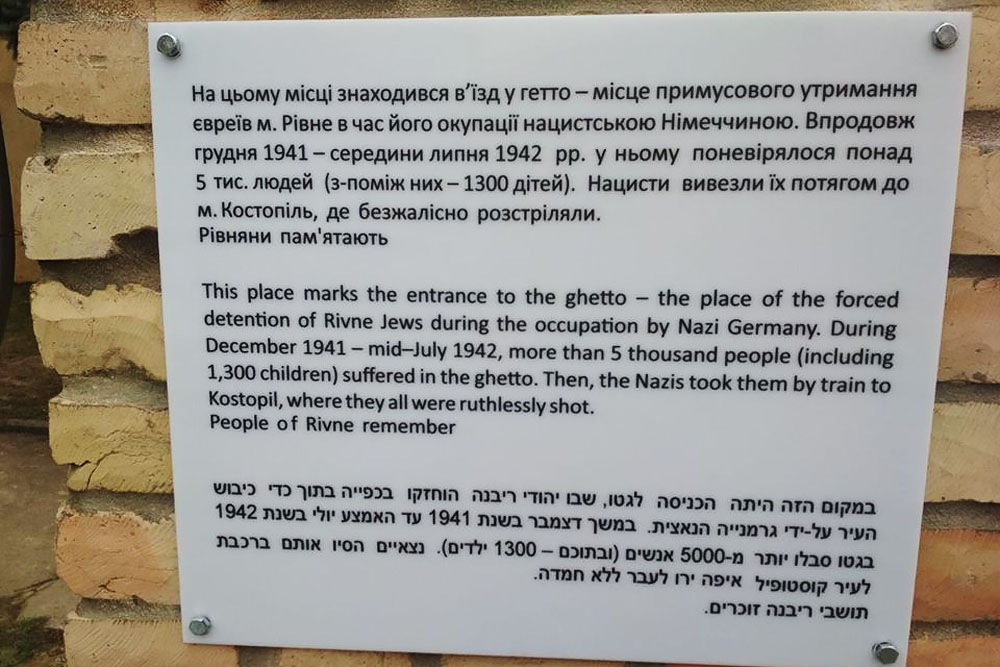 На цьому місці знаходився в’їзд у гетто – місце примусового утримання
євреїв м. Рівне в час його окупації нацистською Німеччиною. Впродовж
грудня 1941 – середини липня 1942 рр. у ньому поневірялося понад
5 тис. людей (з-поміж них – 1300 дітей). Нацисти вивезли їх потягом до
м. Костопіль, де безжалісно розстріляли.
Рівняни пам'ятають
This place marks the entrance to the ghetto – the place of the forced
detention of Rivne Jews during the occupation by Nazi Germany. During
December 1941 – mid–July 1942, more than 5 thousand people (including
1,300 children) suffered in the ghetto. Then, the Nazis took them by train to
Kostopil, where they all were ruthlessly shot.
People of Rivne remember
במקום הזה היתה הכניסה לגטו, שבו יהודי ריבנה הוחזקו בכפייה בתוך כדי כיבוש
העיר על-ידי גרמנייה הנאצית. במשך דצמבר בשנת 1941 עד האמצע יולי בשנת 1942
בגטו סבלו יותר מ-5000 אנשים (ובתוכם – 1300 ילדים). נצאיים הסיו אותם ברכבת
לעיר קוסטופיל איפה ירו לעבר ללא חמדה.
תושבי ריבנה זוכרים.